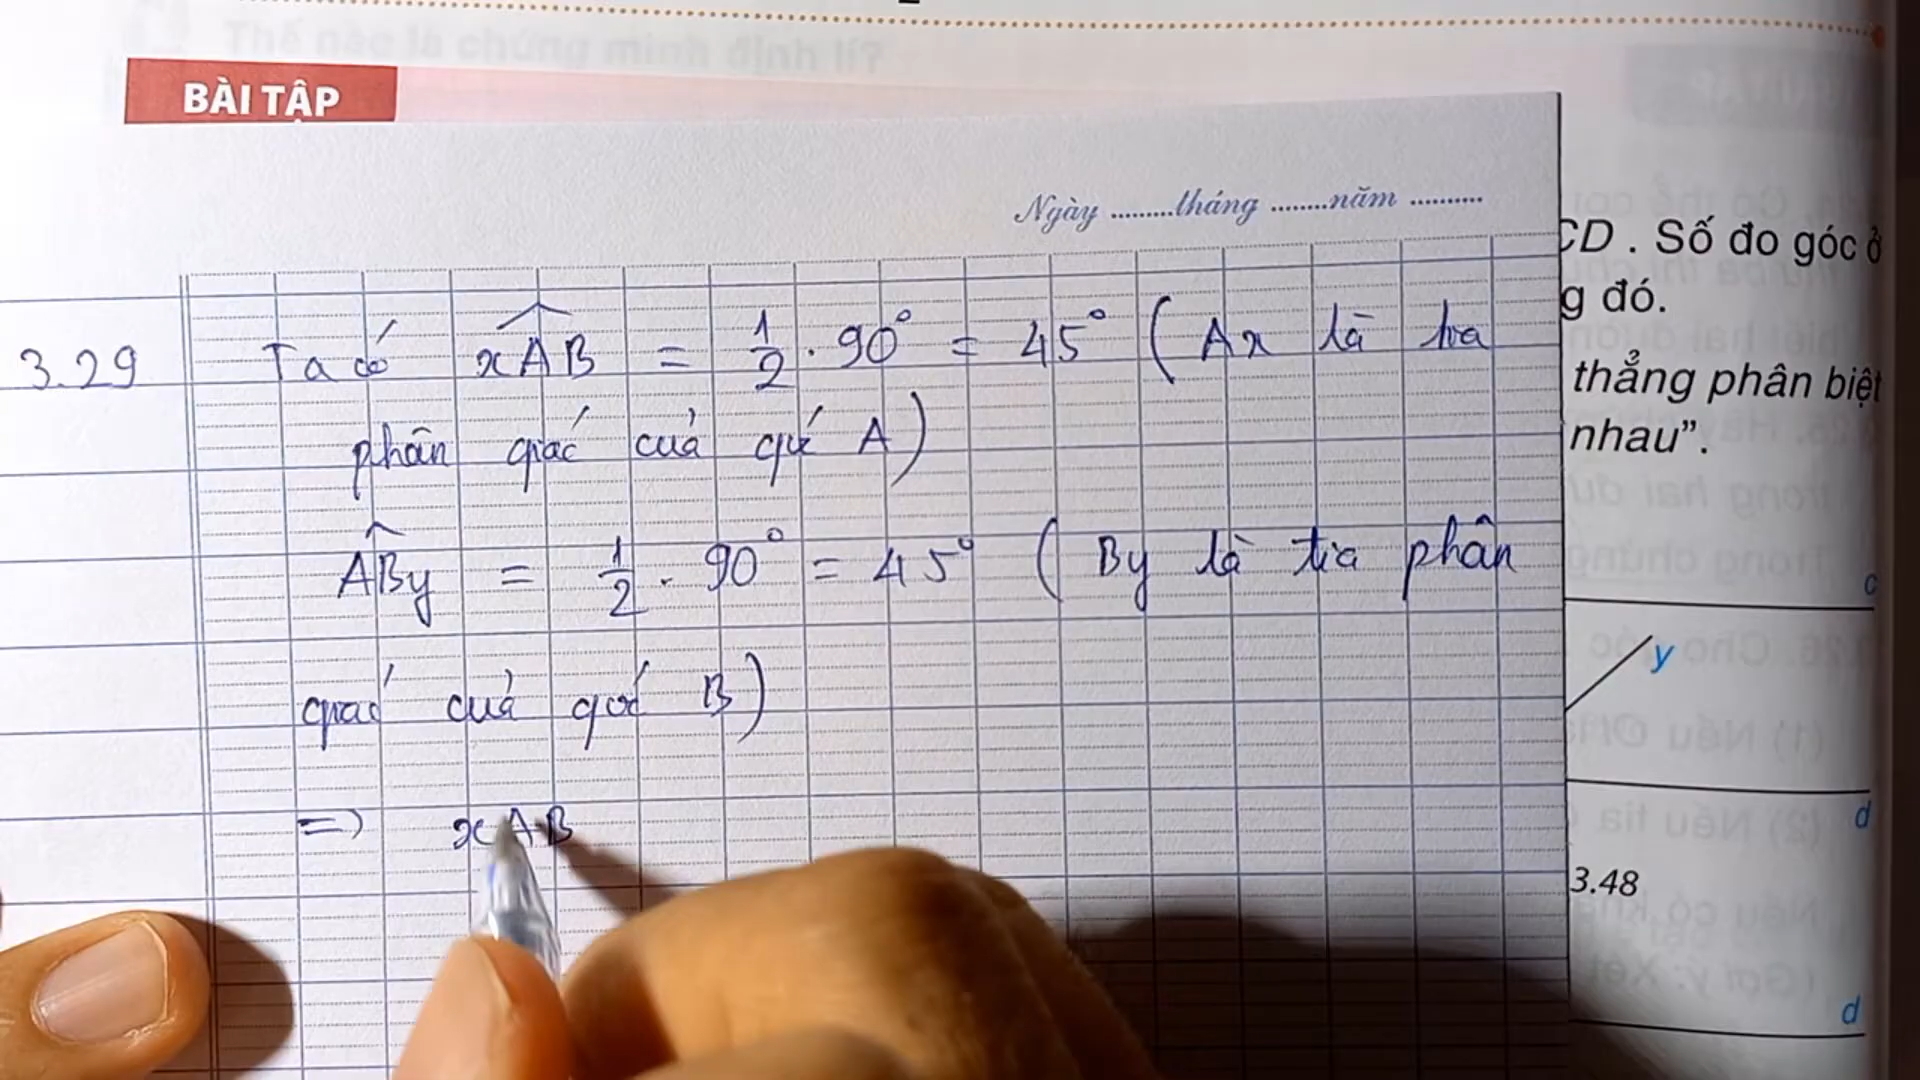 Thế nào là chứng minh định lí?
BÀI TẬP
Ngày .........tháng ........năm ..........
CD . Số đo góc ở
g đó.
thẳng phân biệt
nhau”.
3.29 Ta có xAB = 1/2 . 90° = 45° ( Ax là tia
phân giác của góc A)
ABy = 1/2 . 90° = 45° ( By là tia phân
giác của góc B)
=> xAB
c
y
d
3.48
d